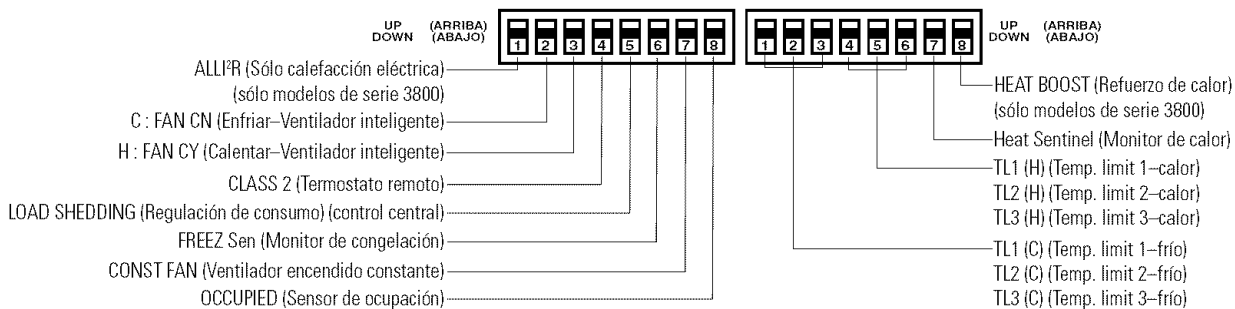 UP (ARRIBA)
DOWN (ABAJO)
1 2 3 4 5 6 7 8
ALLI²R (Sólo calefacción eléctrica)
(sólo modelos de serie 3800)
C : FAN CN (Enfriar–Ventilador inteligente)
H : FAN CY (Calentar–Ventilador inteligente)
CLASS 2 (Termostato remoto)
LOAD SHEDDING (Regulación de consumo) (control central)
FREEZ Sen (Monitor de congelación)
CONST FAN (Ventilador encendido constante)
OCCUPIED (Sensor de ocupación)
1 2 3 4 5 6 7 8
UP (ARRIBA)
DOWN (ABAJO)
HEAT BOOST (Refuerzo de calor)
(sólo modelos de serie 3800)
Heat Sentinel (Monitor de calor)
TL1 (H) (Temp. limit 1–calor)
TL2 (H) (Temp. limit 2–calor)
TL3 (H) (Temp. limit 3–calor)
TL1 (C) (Temp. limit 1–frío)
TL2 (C) (Temp. limit 2–frío)
TL3 (C) (Temp. limit 3–frío)